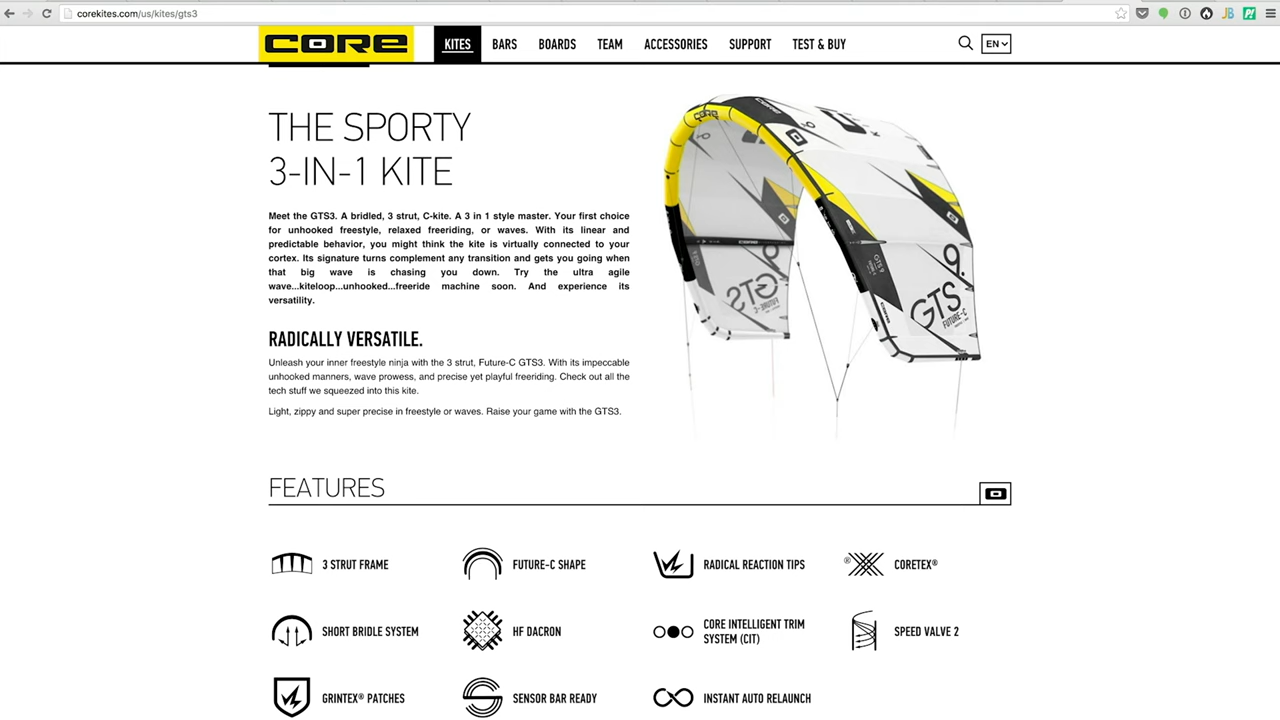 corekites.com/us/kites/gts3
CORE
KITES BARS BOARDS TEAM ACCESSORIES SUPPORT TEST & BUY EN
THE SPORTY
3-IN-1 KITE
Meet the GTS3. A bridled, 3 strut, C-kite. A 3 in 1 style master. Your first choice
for unhooked freestyle, relaxed freeriding, or waves. With its linear and
predictable behavior, you might think the kite is virtually connected to your
cortex. Its signature turns complement any transition and gets you going when
that big wave is chasing you down. Try the ultra agile
wave...kiteloop...unhooked...freeride machine soon. And experience its
versatility.
CORE
9.
GTS
FUTURE-C
RADICALLY VERSATILE.
Unleash your inner freestyle ninja with the 3 strut, Future-C GTS3. With its impeccable
unhooked manners, wave prowess, and precise yet playful freeriding. Check out all the
tech stuff we squeezed into this kite.
Light, zippy and super precise in freestyle or waves. Raise your game with the GTS3.
FEATURES
3 STRUT FRAME
FUTURE-C SHAPE
RADICAL REACTION TIPS
® CORETEX®
SHORT BRIDLE SYSTEM
HF DACRON
CORE INTELLIGENT TRIM
SYSTEM (CIT)
SPEED VALVE 2
GRINTEX® PATCHES
SENSOR BAR READY
INSTANT AUTO RELAUNCH